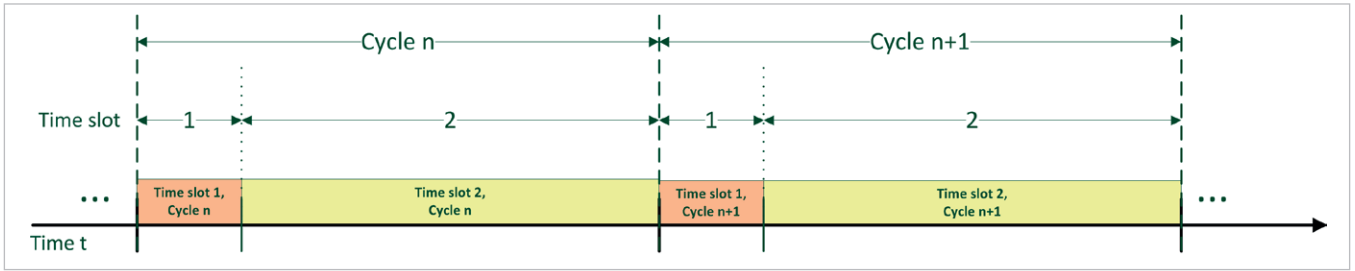 Cycle n
Cycle n+1
Time slot
1
2
1
2
...
Time slot 1,
Cycle n
Time slot 2,
Cycle n
Time slot 1,
Cycle n+1
Time slot 2,
Cycle n+1
...
Time t